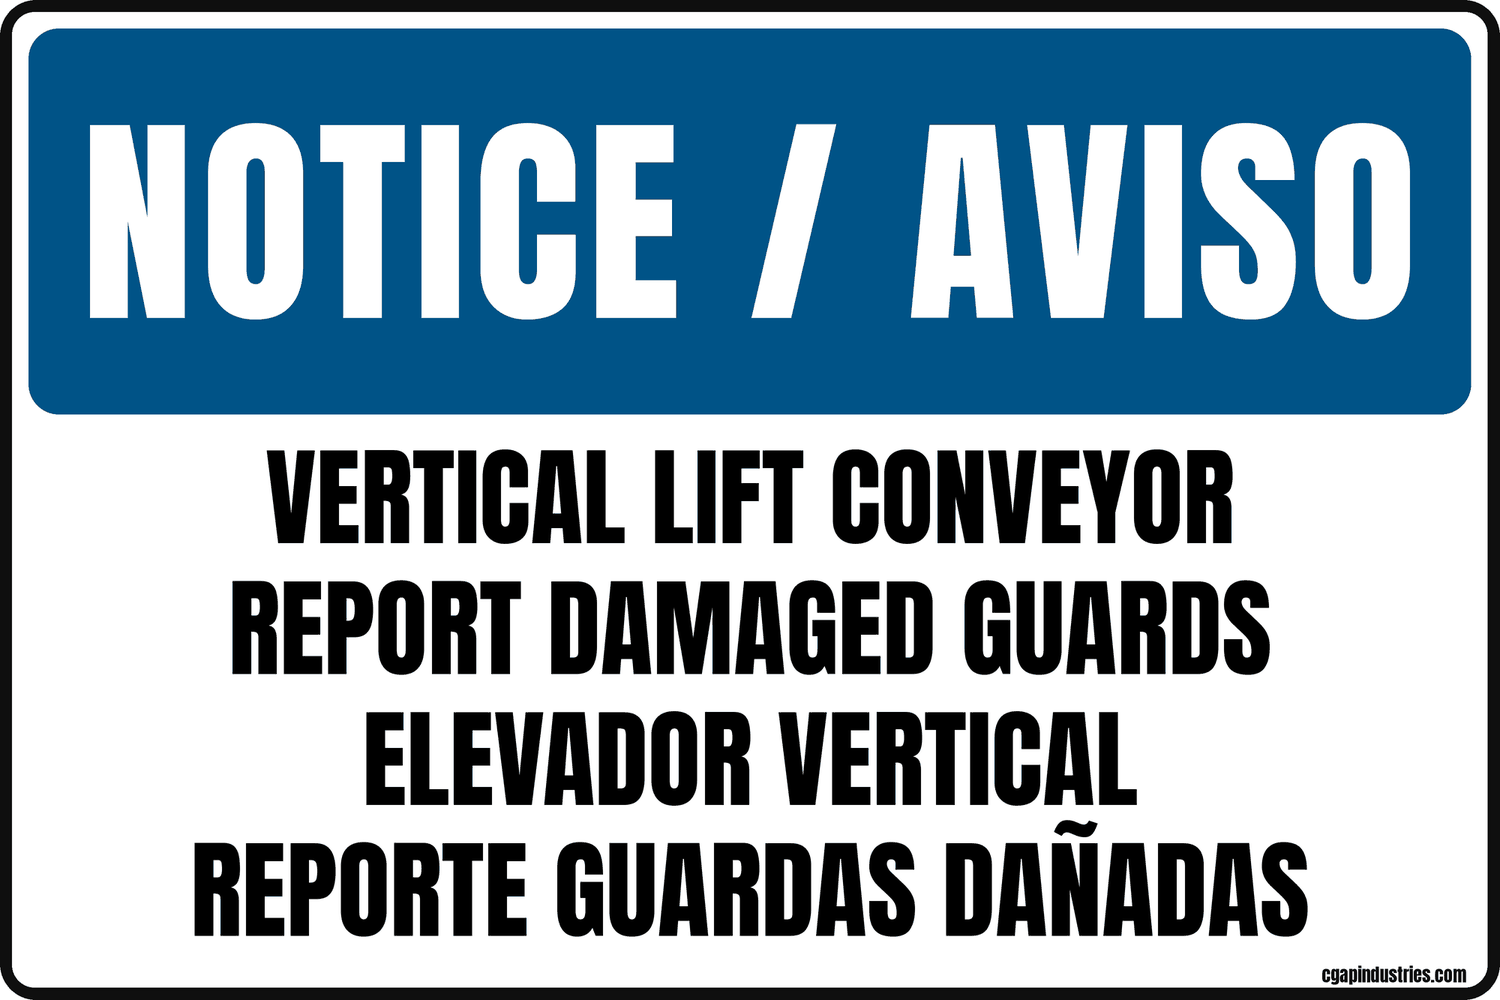 NOTICE / AVISO
VERTICAL LIFT CONVEYOR
REPORT DAMAGED GUARDS
ELEVADOR VERTICAL
REPORTE GUARDAS DAÑADAS
cgapindustries.com